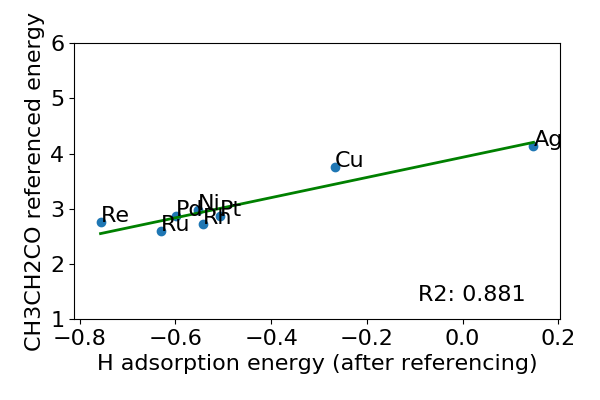 CH3CH2CO referenced energy
6
5
4
3
2
1
Ag
Cu
Ni
Pd
Pt
Re
Rh
Ru
R2: 0.881
−0.8 −0.6 −0.4 −0.2 0.0 0.2
H adsorption energy (after referencing)